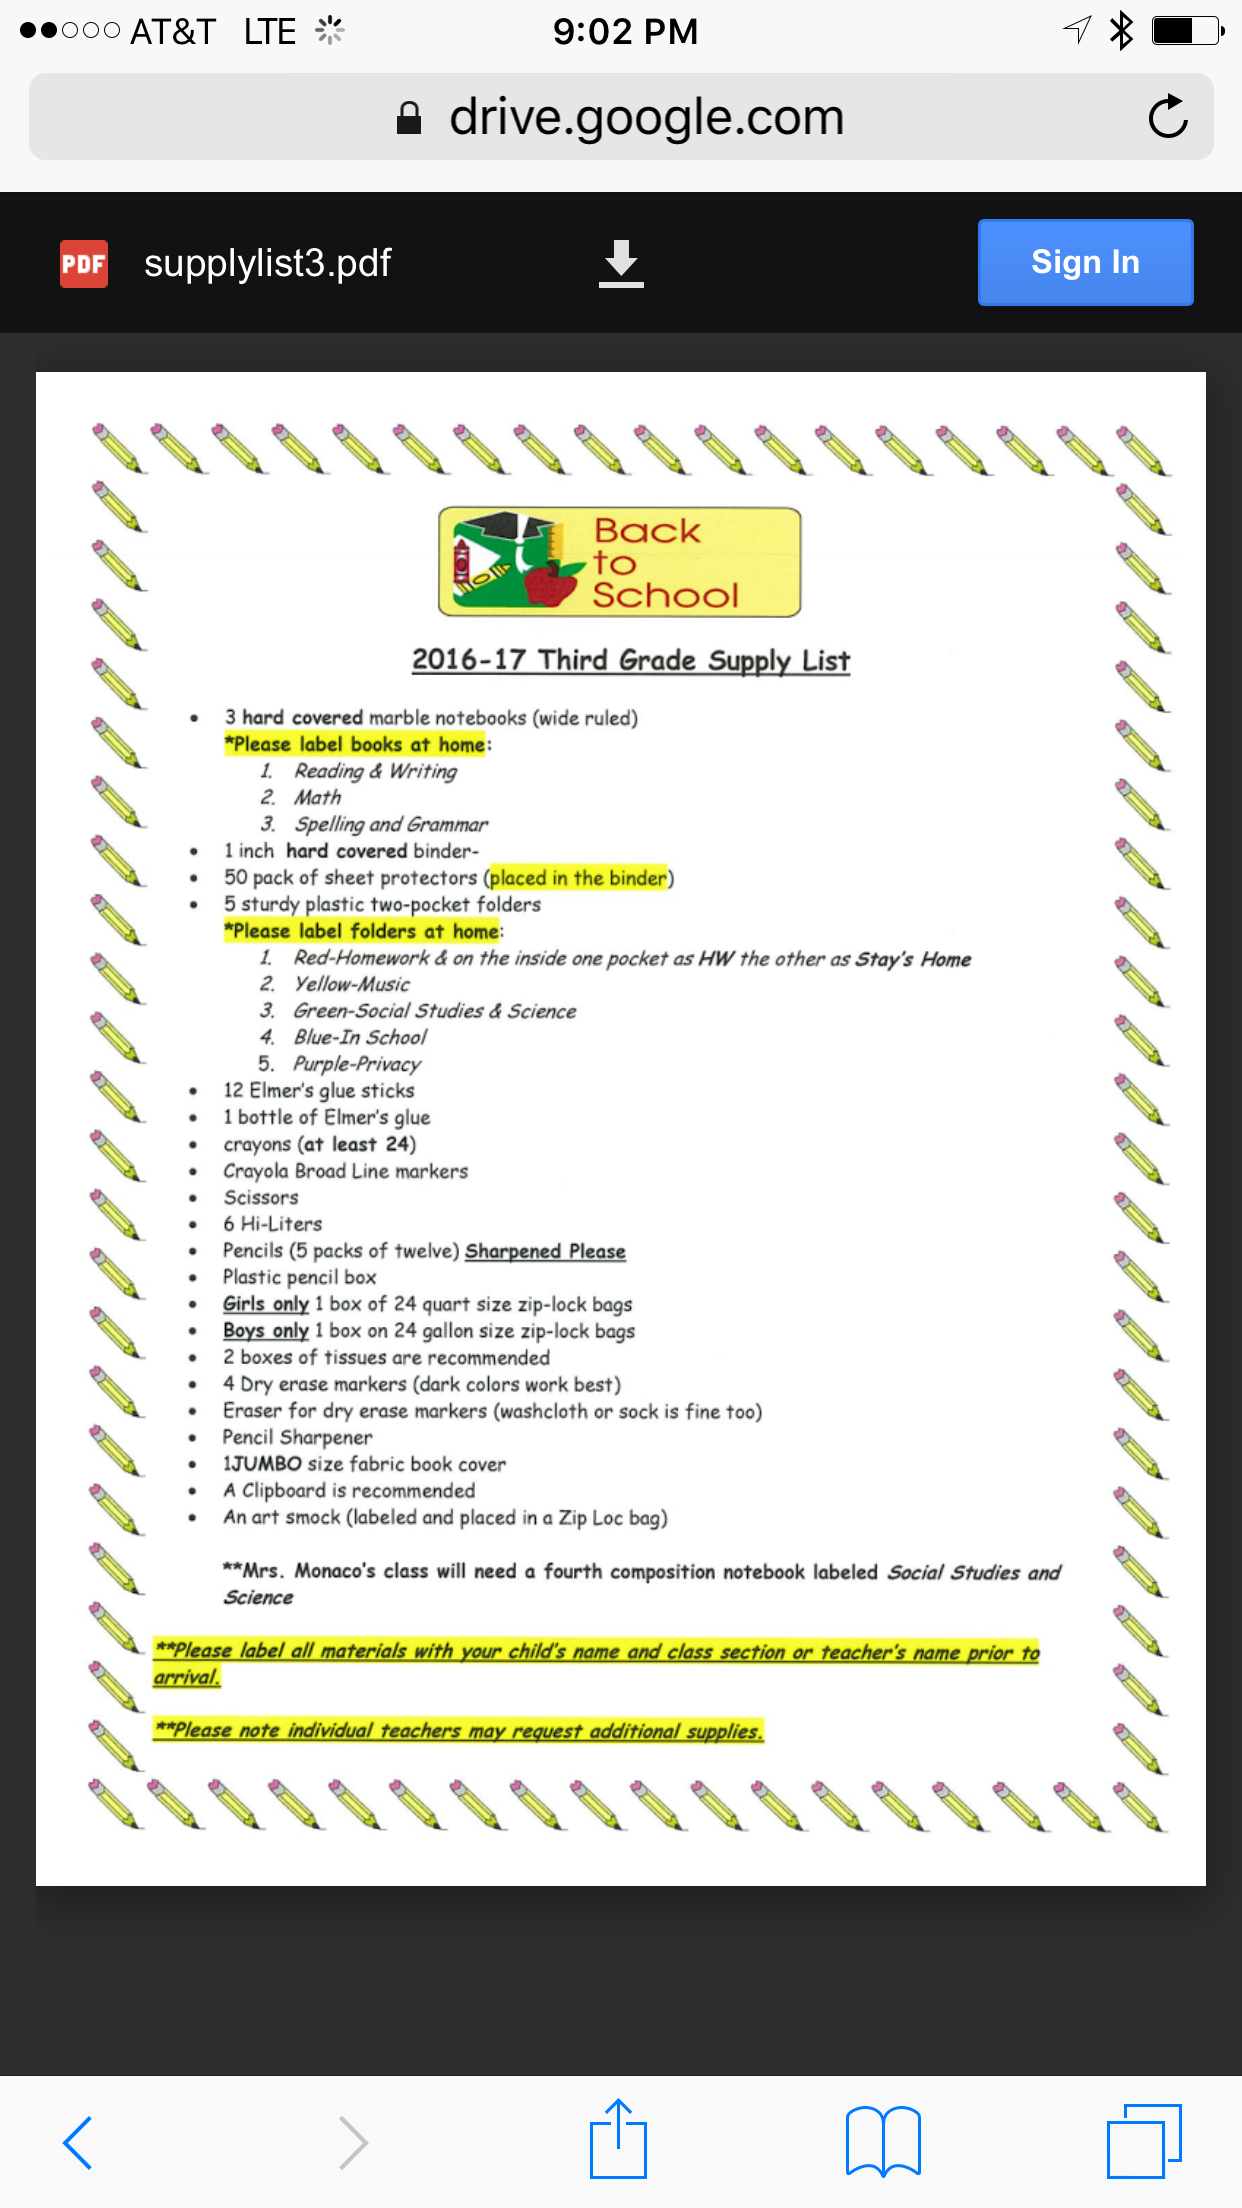 AT&T LTE 9:02 PM
drive.google.com
PDF supplylist3.pdf Sign In
Back
to
School
2016-17 Third Grade Supply List
• 3 hard covered marble notebooks (wide ruled)
*Please label books at home:
1. Reading & Writing
2. Math
3. Spelling and Grammar
• 1 inch hard covered binder-
• 50 pack of sheet protectors (placed in the binder)
• 5 sturdy plastic two-pocket folders
*Please label folders at home:
1. Red-Homework & on the inside one pocket as HW the other as Stay's Home
2. Yellow-Music
3. Green-Social Studies & Science
4. Blue-In School
5. Purple-Privacy
• 12 Elmer's glue sticks
• 1 bottle of Elmer's glue
• crayons (at least 24)
• Crayola Broad Line markers
• Scissors
• 6 Hi-Liters
• Pencils (5 packs of twelve) Sharpened Please
• Plastic pencil box
• Girls only 1 box of 24 quart size zip-lock bags
• Boys only 1 box on 24 gallon size zip-lock bags
• 2 boxes of tissues are recommended
• 4 Dry erase markers (dark colors work best)
• Eraser for dry erase markers (washcloth or sock is fine too)
• Pencil Sharpener
• 1JUMBO size fabric book cover
• A Clipboard is recommended
• An art smock (labeled and placed in a Zip Loc bag)
**Mrs. Monaco's class will need a fourth composition notebook labeled Social Studies and
Science
**Please label all materials with your child's name and class section or teacher's name prior to
arrival.
**Please note individual teachers may request additional supplies.